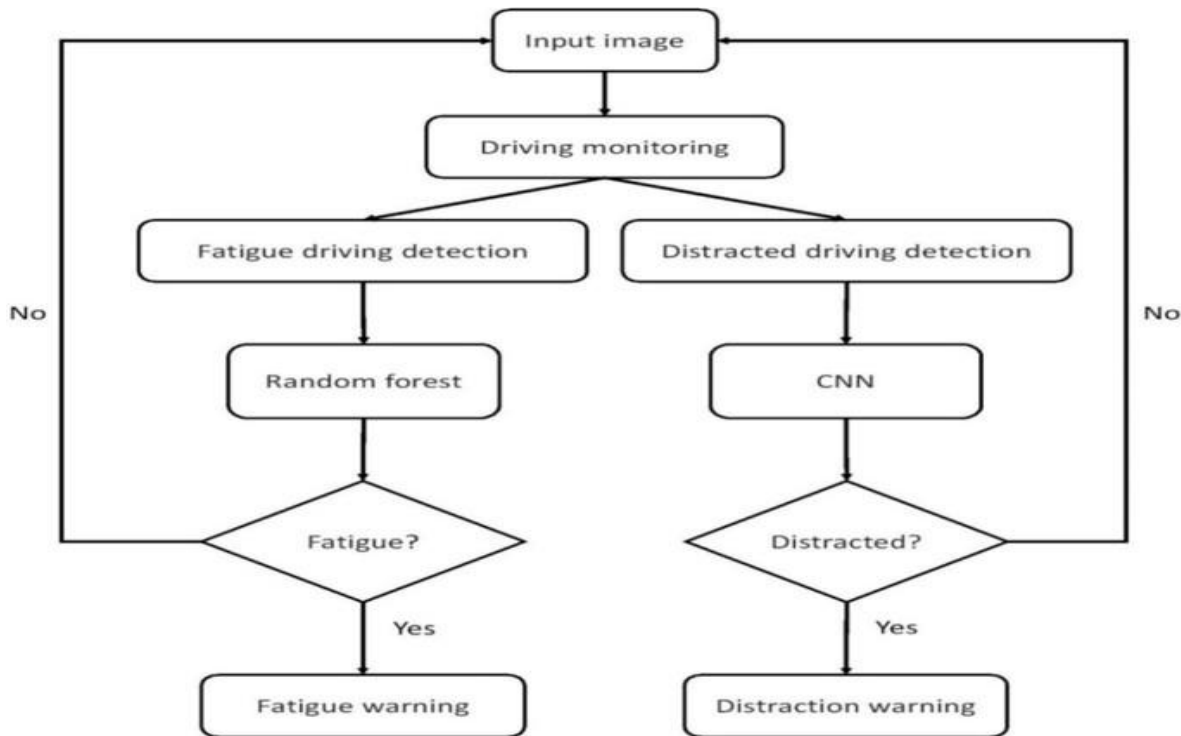 Input image
Driving monitoring
Fatigue driving detection
Distracted driving detection
No
No
Random forest
CNN
Fatigue?
Distracted?
Yes
Yes
Fatigue warning
Distraction warning